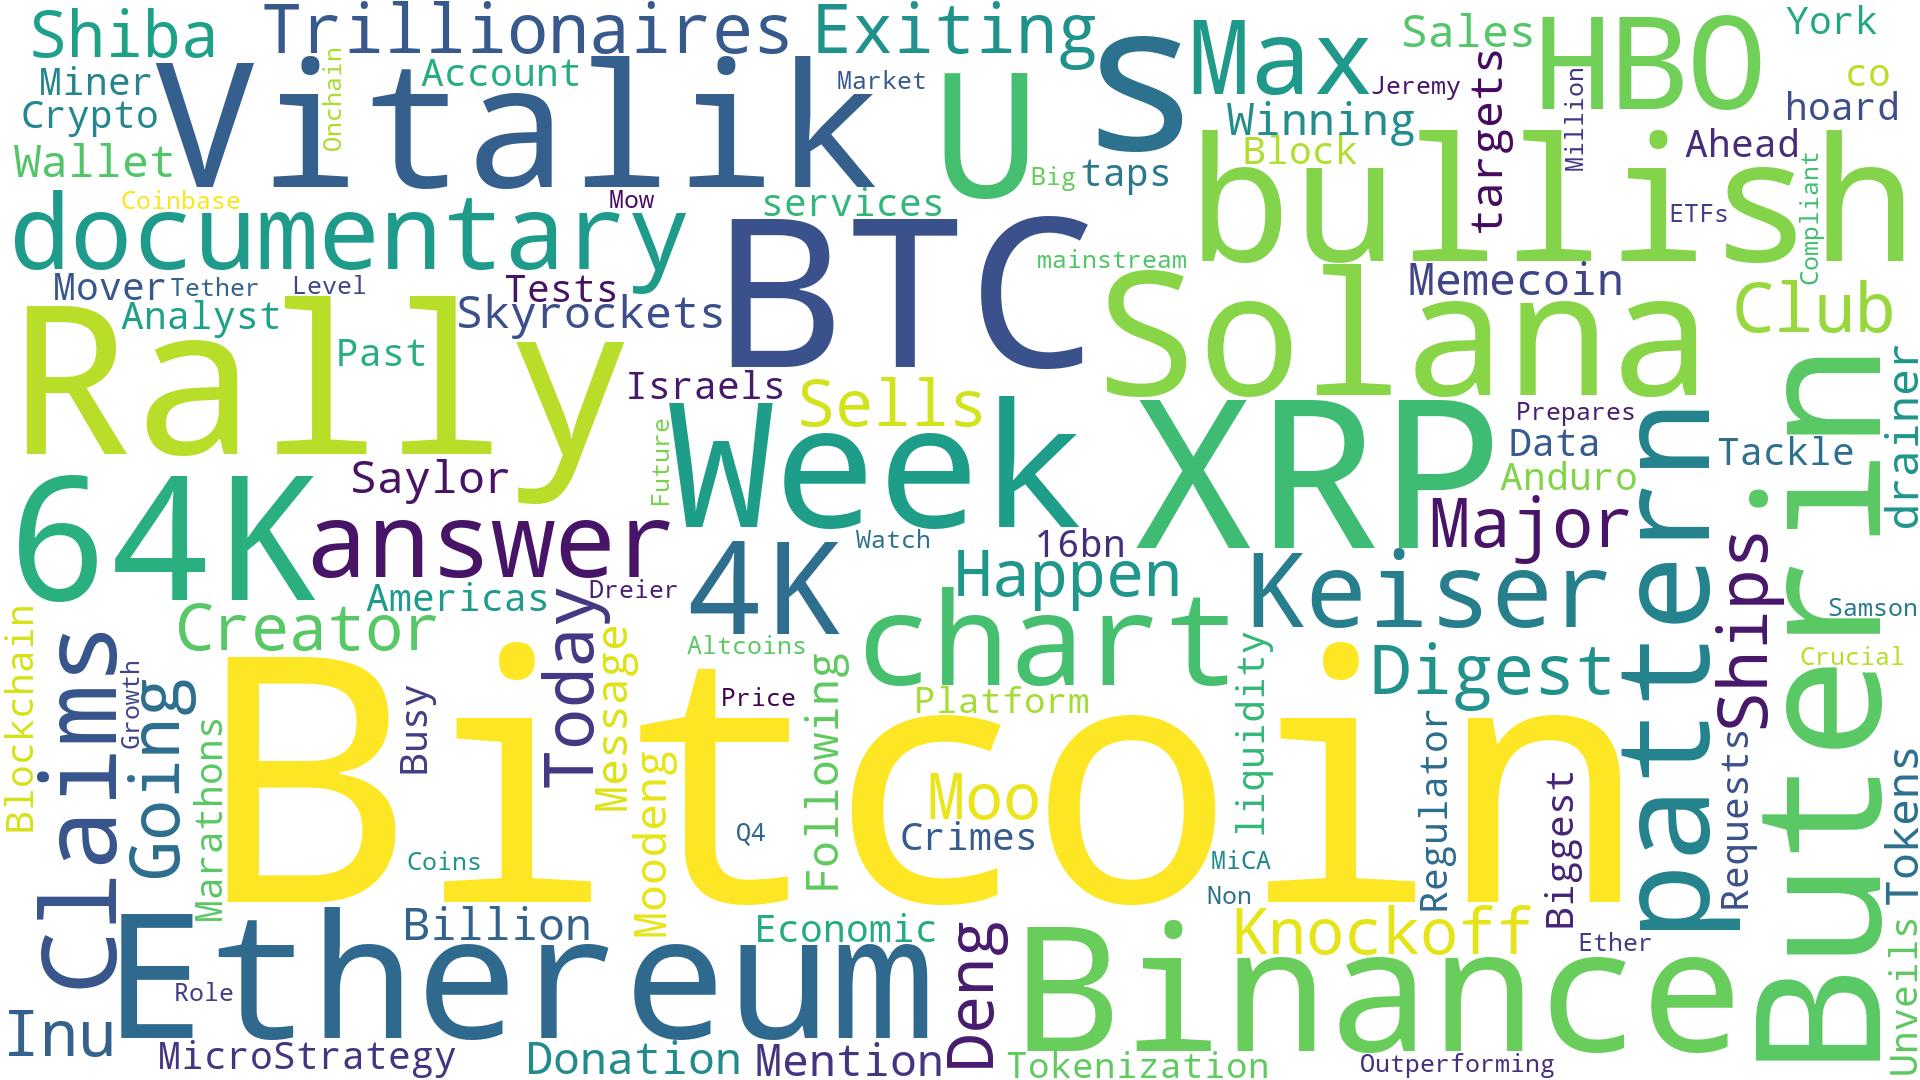 Shiba
Trillionaires
Exiting
Max
Sales
HBO
York
Miner
Account
Market
Jeremy
targets
Million
co
Crypto
Onchain
Vitalik
U
S
Winning
hoard
Wallet
Big
taps
Block
bullish
Ahead
Compliant
Coinbase
Mow
services
ETFs
documentary
BTC
mainstream
Mover
Tether
Level
Tests
Memecoin
Analyst
Skyrockets
Solana
Club
Rally
Past
Israels
Sells
Week
XRP
Prepares
pattern
Buterin
drainer
Data
Tackle
Future
Saylor
Anduro
64K
answer
4K
Watch
16bn
Major
Ships
Happen
Keiser
Americas
Dreier
Samson
Creator
Today
Message
Altcoins
chart
liquidity
Digest
Crucial
Blockchain
Claims
Growth
Going
Marathons
Bitcoin
Busy
Price
Platform
Moodeng
Following
Moo
Crimes
Q4
Coins
MiCA
Non
Regulator
Biggest
Requests
Tokens
Billion
Economic
Knockoff
Ether
Ethereum
Role
Deng
Binance
Unveils
Inu
MicroStrategy
Donation
Mention
Tokenization
Outperforming